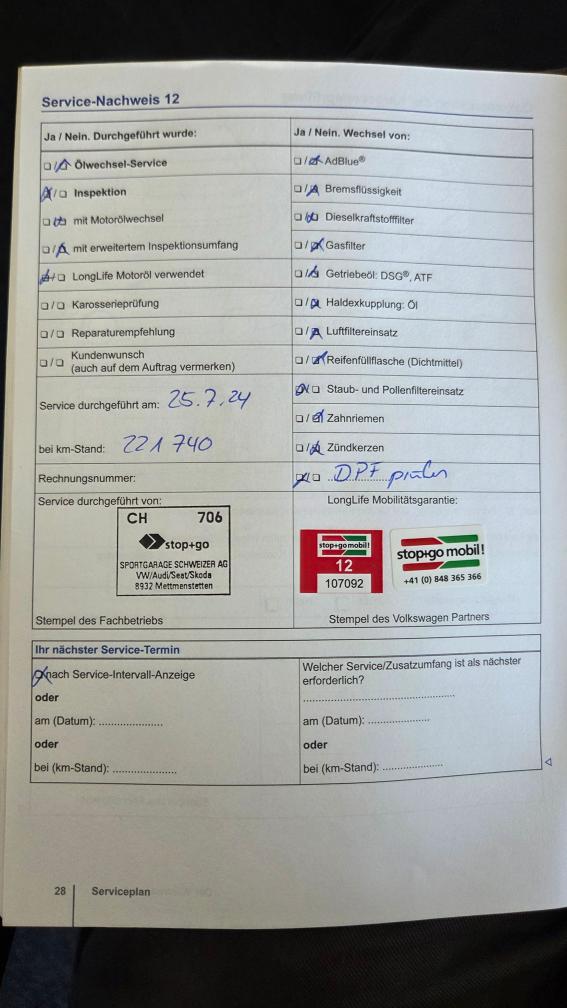 Service-Nachweis 12
Ja / Nein. Durchgeführt wurde:
☐/☒ Ölwechsel-Service
☒/☐ Inspektion
☐/☒ mit Motorölwechsel
☐/☒ mit erweitertem Inspektionsumfang
☒/☐ LongLife Motoröl verwendet
☐/☐ Karosserieprüfung
☐/☐ Reparaturempfehlung
☐/☐ Kundenwunsch
(auch auf dem Auftrag vermerken)
Service durchgeführt am: 25.7.24
bei km-Stand: 221 740
Rechnungsnummer:
Service durchgeführt von:
CH 706
stop+go
SPORTGARAGE SCHWEIZER AG
VW/Audi/Seat/Skoda
8932 Mettmenstetten
Stempel des Fachbetriebs
Ja / Nein. Wechsel von:
☐/☒ AdBlue®
☐/☒ Bremsflüssigkeit
☐/☒ Dieselkraftstofffilter
☐/☒ Gasfilter
☐/☒ Getriebeöl: DSG®, ATF
☐/☒ Haldexkupplung: Öl
☐/☒ Luftfiltereinsatz
☐/☒ Reifenfüllflasche (Dichtmittel)
☒/☐ Staub- und Pollenfiltereinsatz
☐/☒ Zahnriemen
☐/☒ Zündkerzen
☒/☐ DPF prüfen
LongLife Mobilitätsgarantie:
stop+go mobil!
12
107092
stop+go mobil!
+41 (0) 848 365 366
Stempel des Volkswagen Partners
Ihr nächster Service-Termin
☒ nach Service-Intervall-Anzeige
oder
am (Datum): .....................
oder
bei (km-Stand): .....................
Welcher Service/Zusatzumfang ist als nächster
erforderlich?
..................................................
am (Datum): .....................
oder
bei (km-Stand): .....................
28 Serviceplan